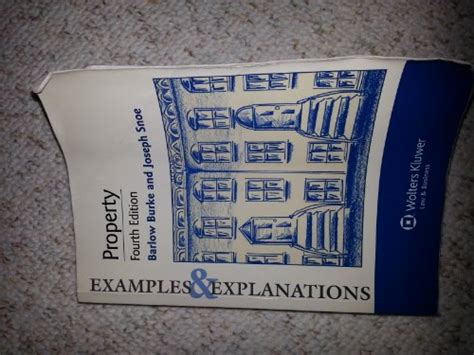 EXAMPLES & EXPLANATIONS
Property
Fourth Edition
Barlow Burke and Joseph Snoe
Wolters Kluwer
Law & Business